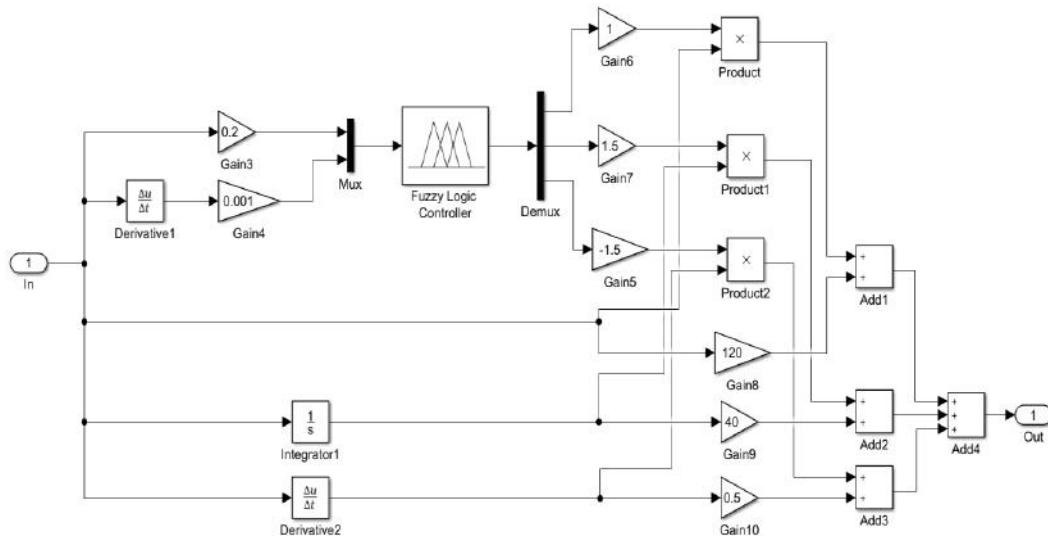 1
Gain6
×
Product
0.2
Gain3
Mux
Fuzzy Logic
Controller
Demux
1.5
Gain7
×
Product1
Δu
Δt
Derivative1
0.001
Gain4
-1.5
Gain5
×
Product2
1
In
+
+
Add1
120
Gain8
1
s
Integrator1
40
Gain9
+
+
Add2
+
+
+
Add4
1
Out
Δu
Δt
Derivative2
0.5
Gain10
+
+
Add3